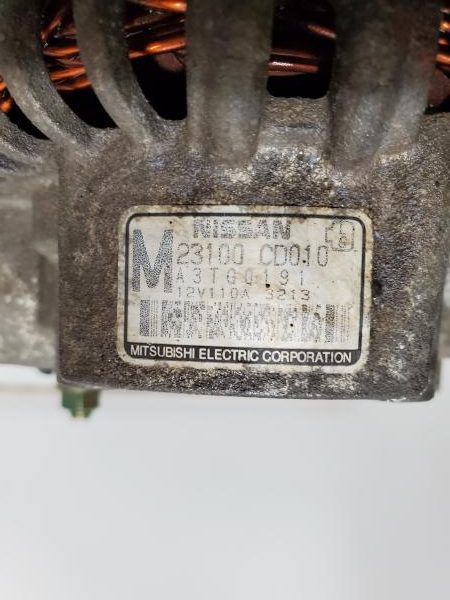 NISSAN
M 23100 CD010
A3TG0191
12V110A 3213
MITSUBISHI ELECTRIC CORPORATION